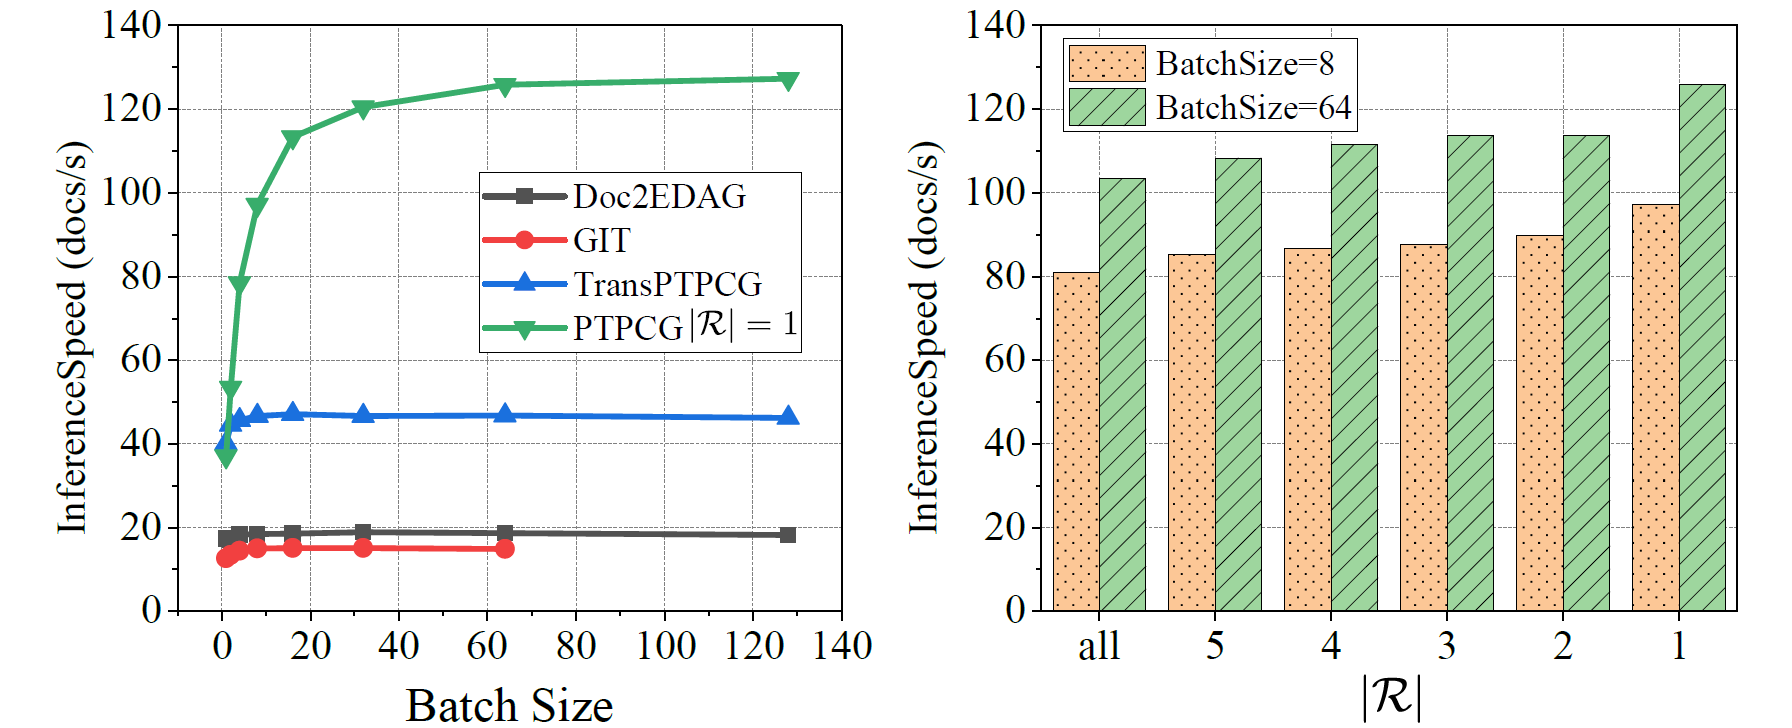 InferenceSpeed (docs/s)
140
120
100
80
60
40
20
0
Doc2EDAG
GIT
TransPTPCG
PTPCG |ℛ| = 1
0 20 40 60 80 100 120 140
Batch Size
InferenceSpeed (docs/s)
140
120
100
80
60
40
20
0
BatchSize=8
BatchSize=64
all 5 4 3 2 1
|ℛ|